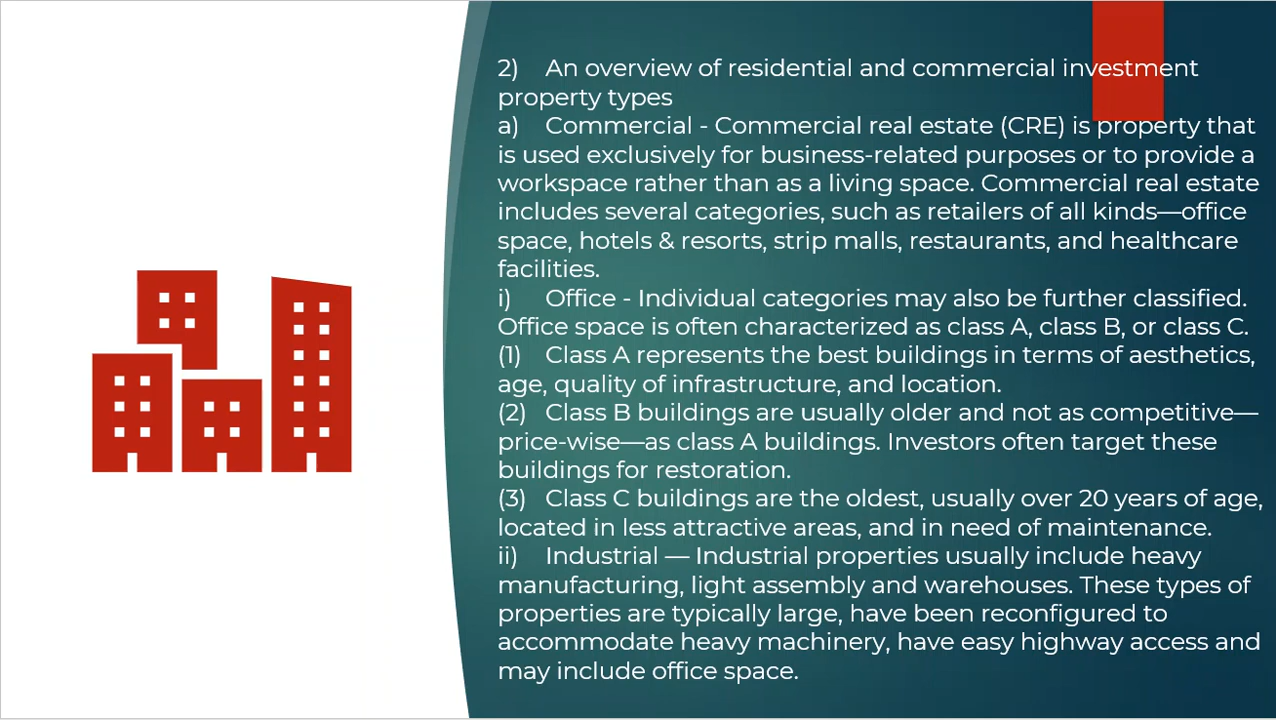 2) An overview of residential and commercial investment
property types
a) Commercial - Commercial real estate (CRE) is property that
is used exclusively for business-related purposes or to provide a
workspace rather than as a living space. Commercial real estate
includes several categories, such as retailers of all kinds—office
space, hotels & resorts, strip malls, restaurants, and healthcare
facilities.
i) Office - Individual categories may also be further classified.
Office space is often characterized as class A, class B, or class C.
(1) Class A represents the best buildings in terms of aesthetics,
age, quality of infrastructure, and location.
(2) Class B buildings are usually older and not as competitive—
price-wise—as class A buildings. Investors often target these
buildings for restoration.
(3) Class C buildings are the oldest, usually over 20 years of age,
located in less attractive areas, and in need of maintenance.
ii) Industrial — Industrial properties usually include heavy
manufacturing, light assembly and warehouses. These types of
properties are typically large, have been reconfigured to
accommodate heavy machinery, have easy highway access and
may include office space.